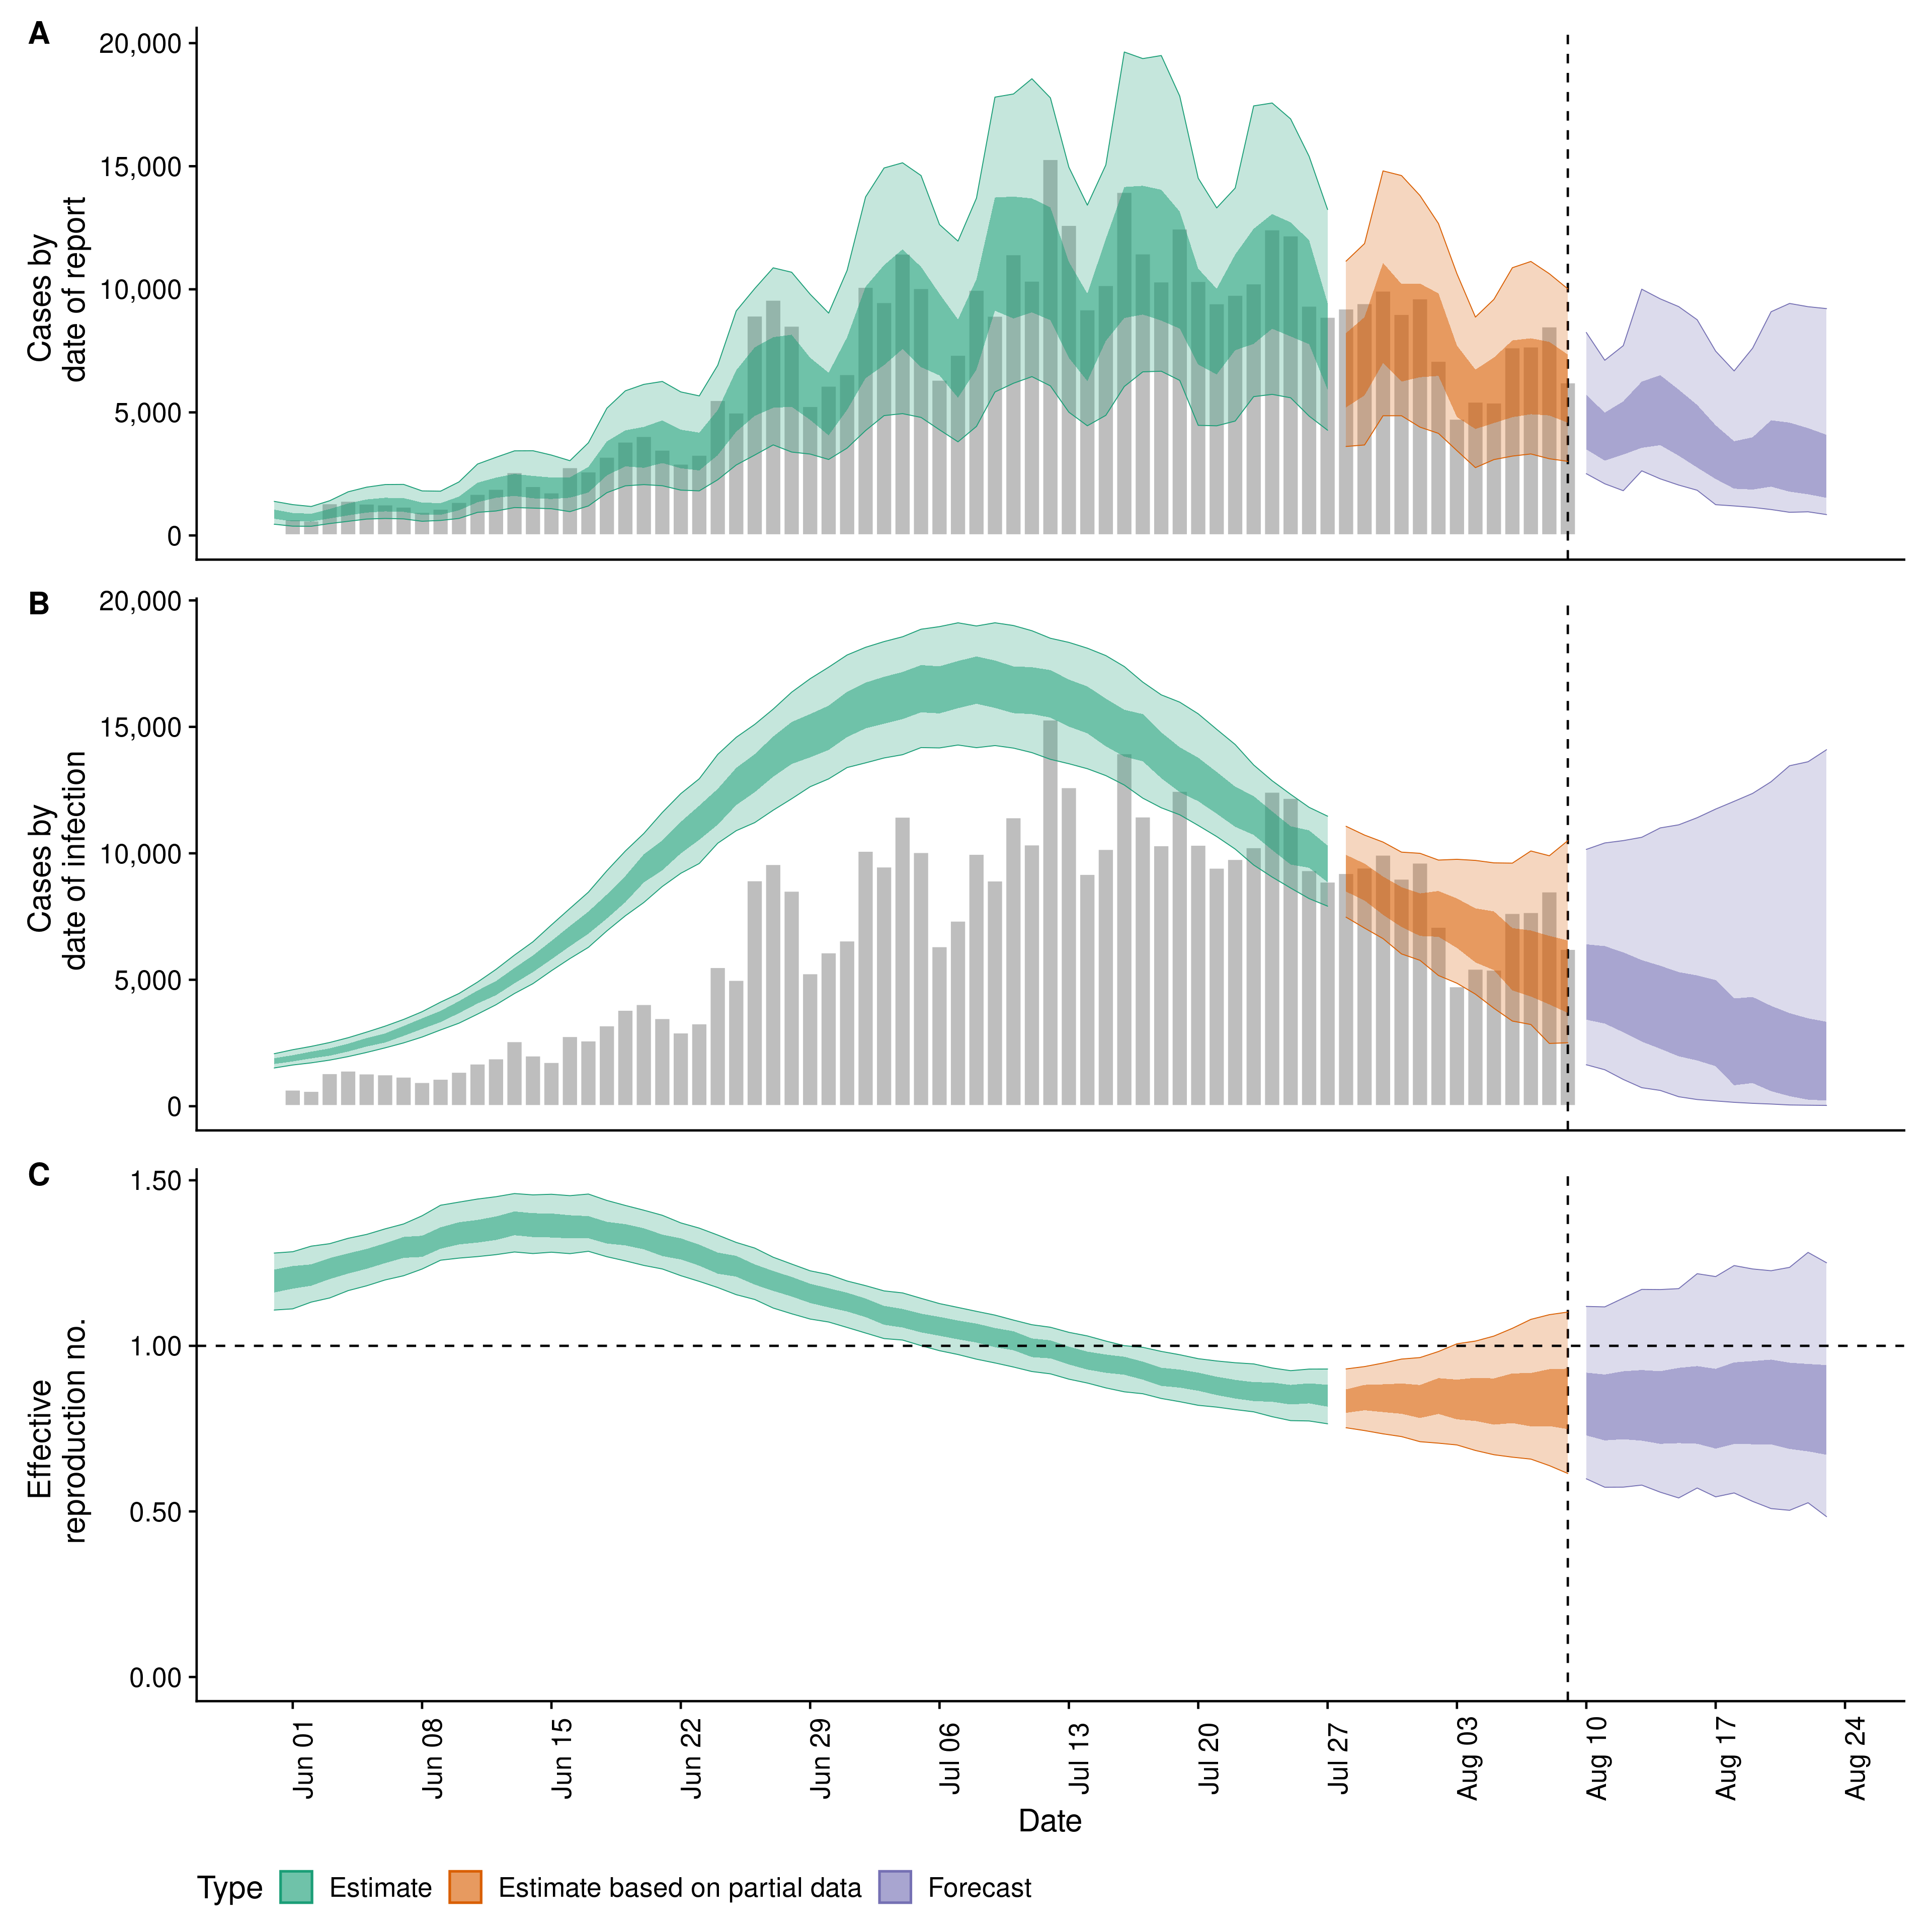 A
20,000
15,000
10,000
5,000
0
Cases by
date of report
B
20,000
15,000
10,000
5,000
0
Cases by
date of infection
C
1.50
1.00
0.50
0.00
Effective
reproduction no.
Jun 01
Jun 08
Jun 15
Jun 22
Jun 29
Jul 06
Jul 13
Jul 20
Jul 27
Aug 03
Aug 10
Aug 17
Aug 24
Date
Type Estimate Estimate based on partial data Forecast